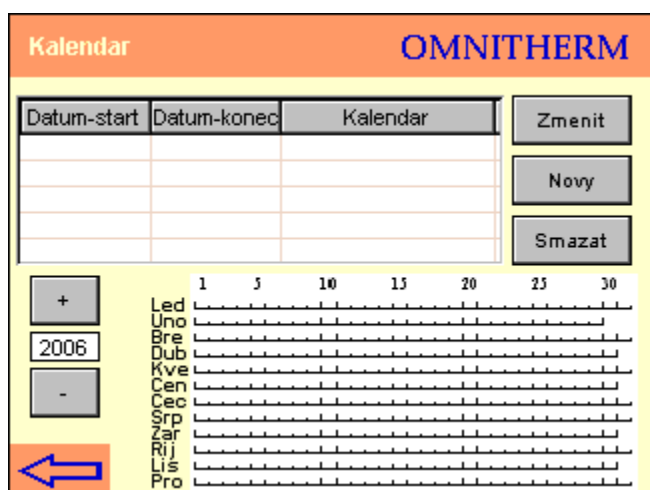 Kalendar OMNITHERM
Datum-start Datum-konec Kalendar
Zmenit
Novy
Smazat
+
2006
-
1 5 10 15 20 25 30
Led
Uno
Bre
Dub
Kve
Cen
Cec
Srp
Zar
Rij
Lis
Pro